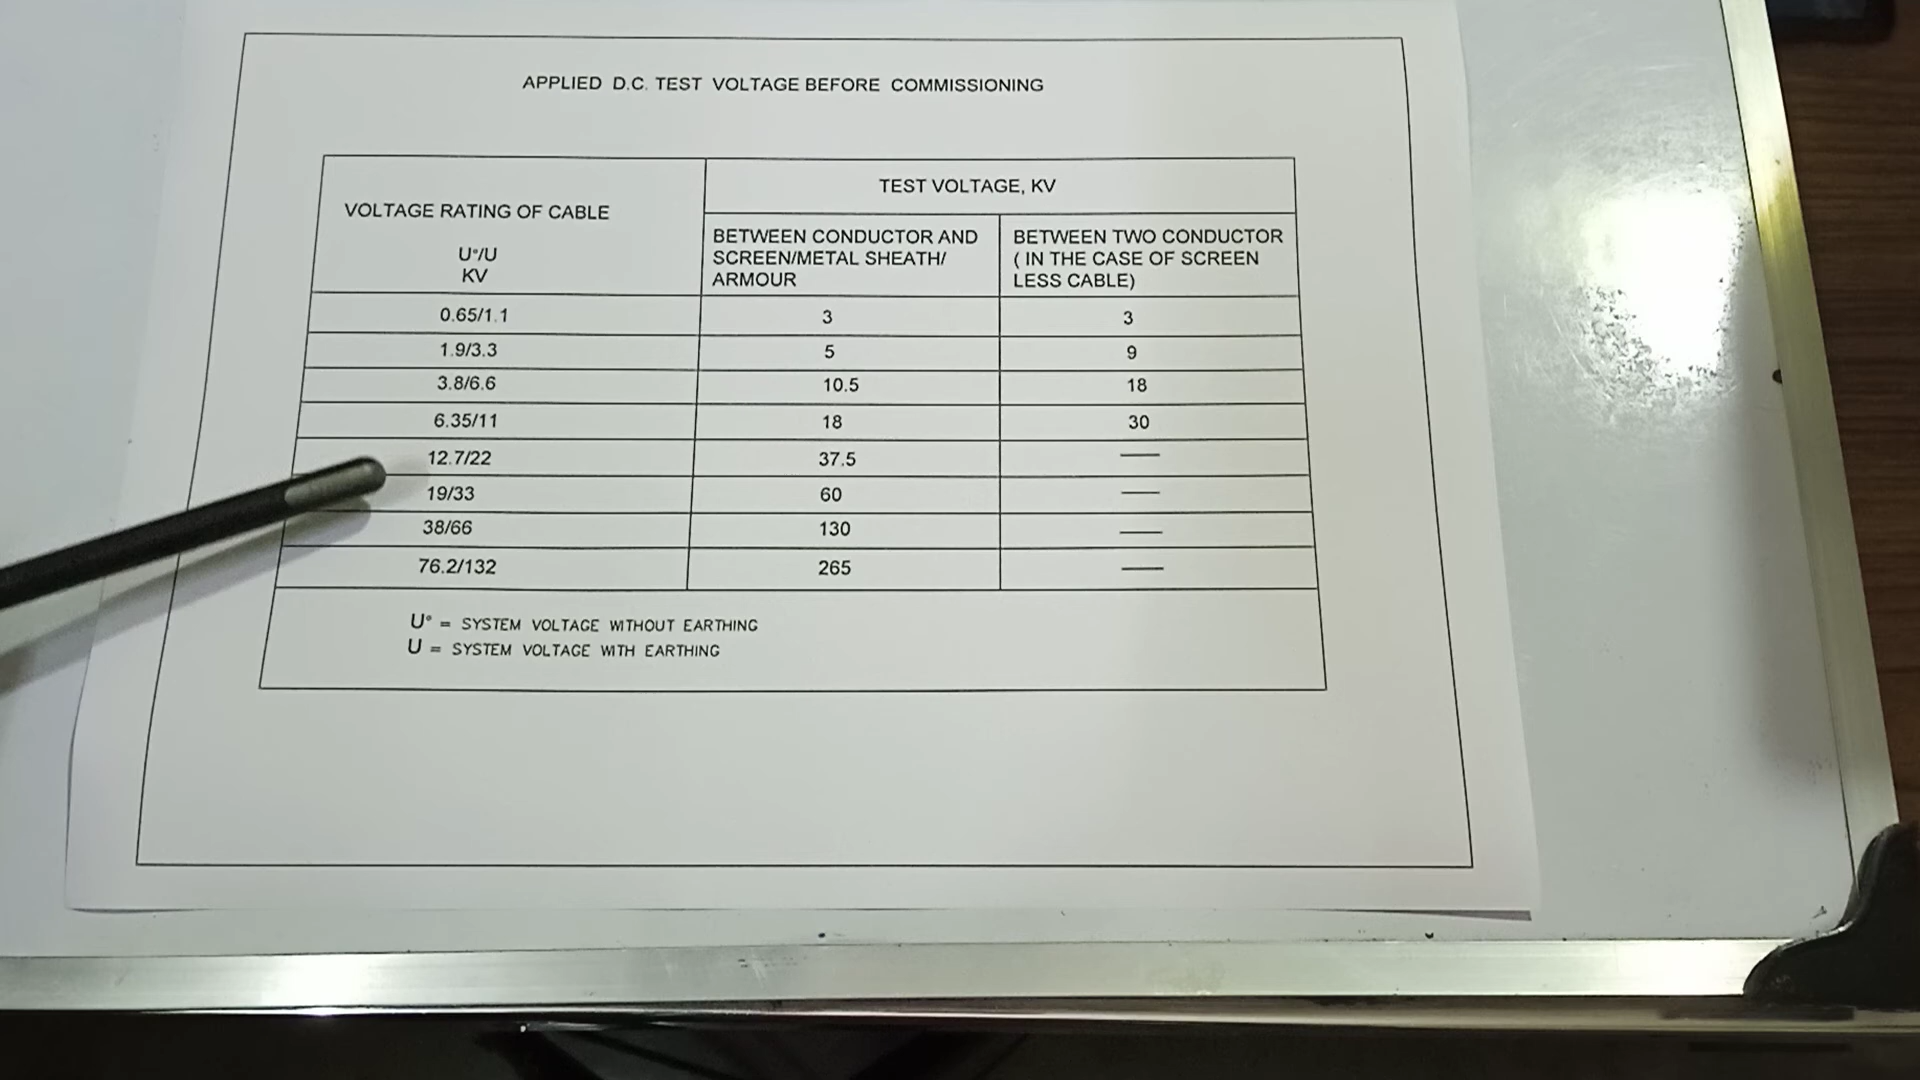 APPLIED D.C. TEST VOLTAGE BEFORE COMMISSIONING
VOLTAGE RATING OF CABLE
U°/U
KV
TEST VOLTAGE, KV
BETWEEN CONDUCTOR AND
SCREEN/METAL SHEATH/
ARMOUR
BETWEEN TWO CONDUCTOR
( IN THE CASE OF SCREEN
LESS CABLE)
0.65/1.1 3 3
1.9/3.3 5 9
3.8/6.6 10.5 18
6.35/11 18 30
12.7/22 37.5 —
19/33 60 —
38/66 130 —
76.2/132 265 —
U° = SYSTEM VOLTAGE WITHOUT EARTHING
U = SYSTEM VOLTAGE WITH EARTHING